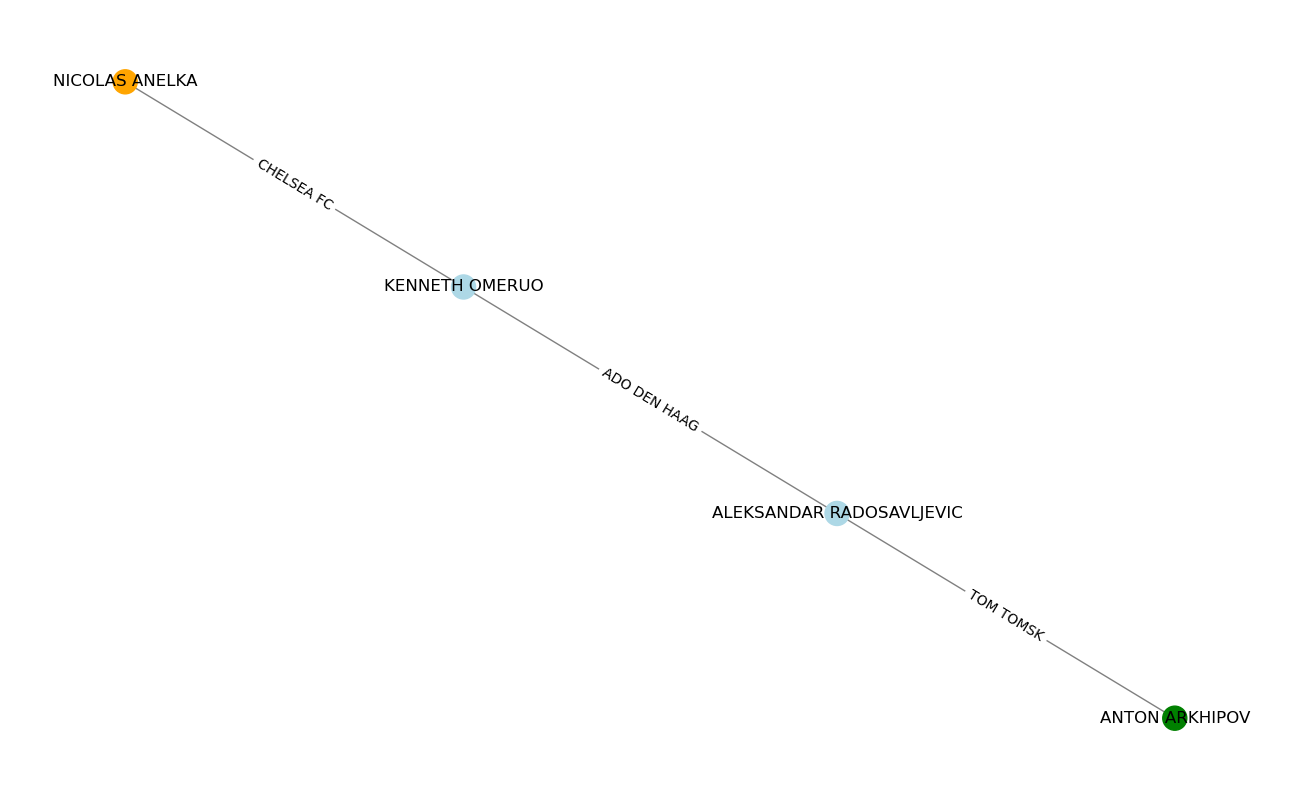 NICOLAS ANELKA
CHELSEA FC
KENNETH OMERUO
ADO DEN HAAG
ALEKSANDAR RADOSAVLJEVIC
TOM TOMSK
ANTON ARKHIPOV